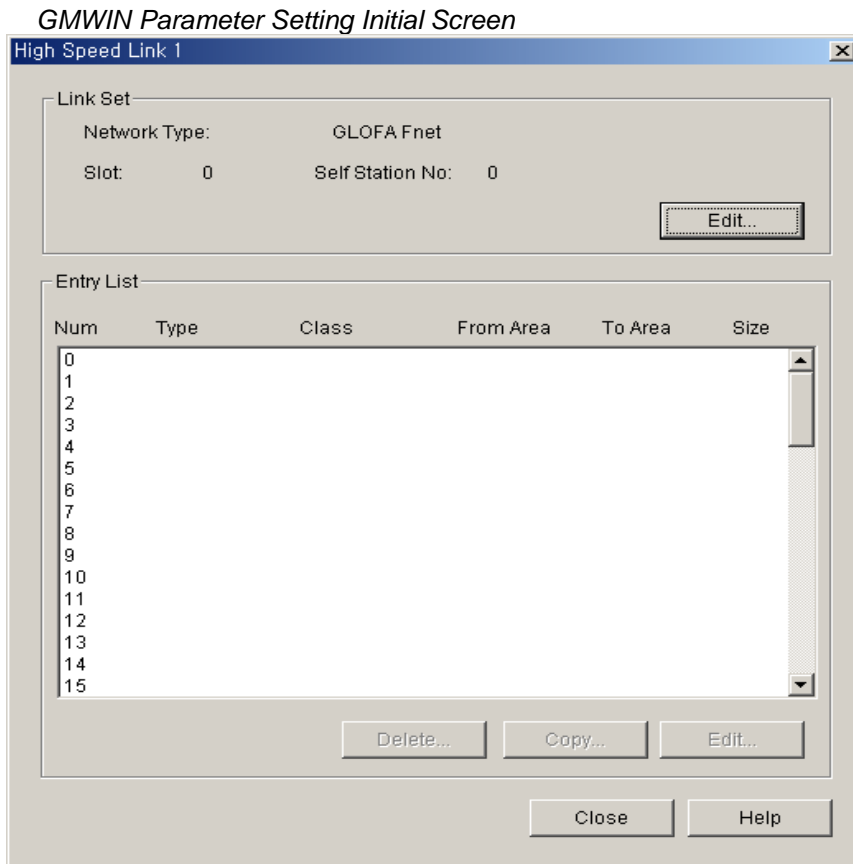 GMWIN Parameter Setting Initial Screen
High Speed Link 1
Link Set
Network Type: GLOFA Fnet
Slot: 0 Self Station No: 0
Edit...
Entry List
Num Type Class From Area To Area Size
0
1
2
3
4
5
6
7
8
9
10
11
12
13
14
15
Delete... Copy... Edit...
Close Help